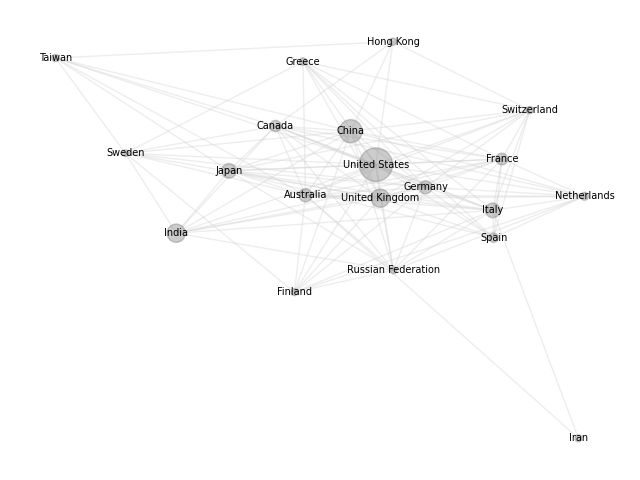 Hong Kong
Taiwan
Greece
Switzerland
Canada
China
Sweden
United States
France
Japan
Germany
Australia
United Kingdom
Netherlands
Italy
India
Spain
Russian Federation
Finland
Iran